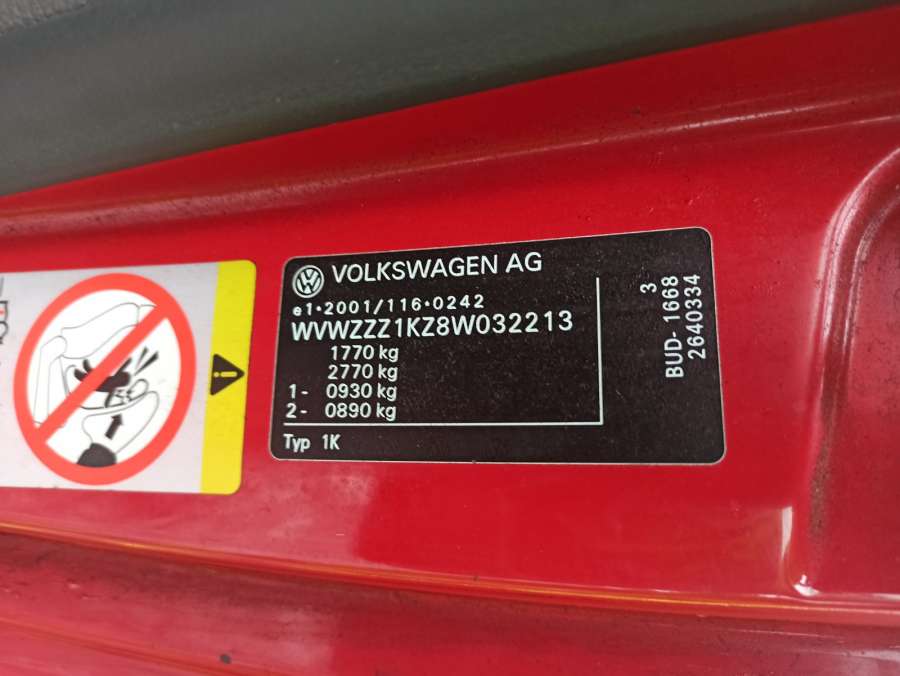 VOLKSWAGEN AG
e1*2001/116*0242
WVWZZZ1KZ8W032213
1770 kg
2770 kg
1- 0930 kg
2- 0890 kg
Typ 1K
3
BUD-1668
2640334